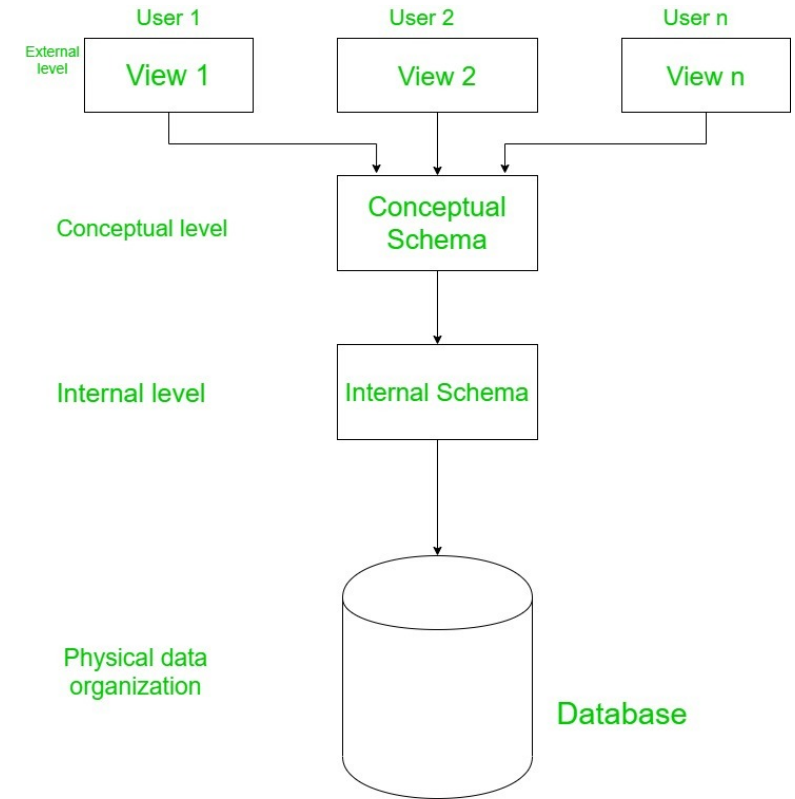 User 1
User 2
User n
External
level
View 1
View 2
View n
Conceptual level
Conceptual
Schema
Internal level
Internal Schema
Physical data
organization
Database